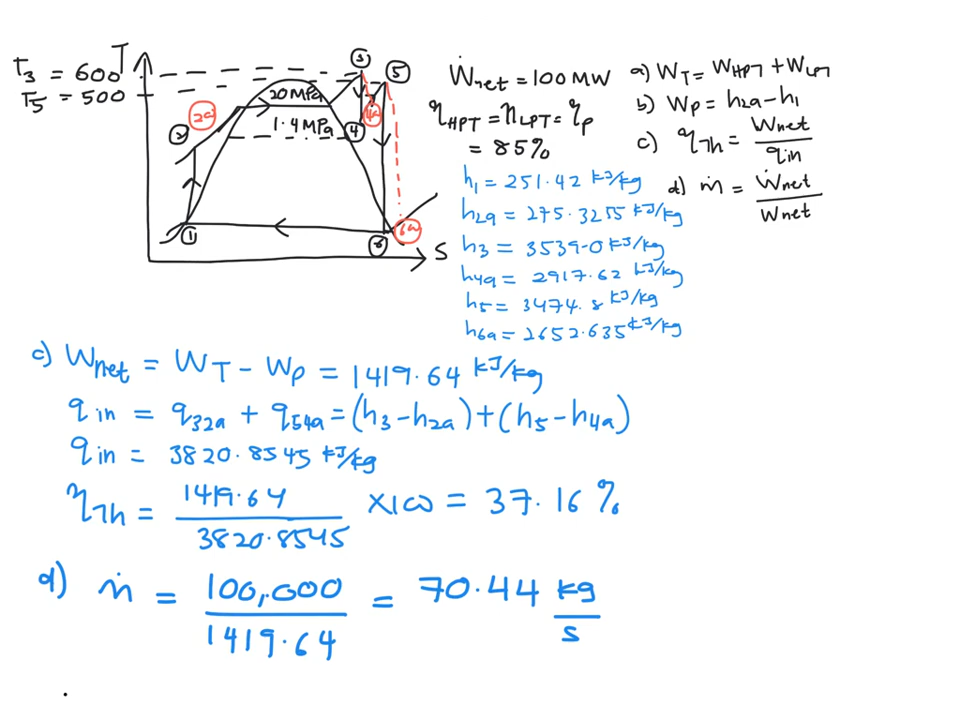 T₃ = 600
T₅ = 500
T
③
⑤
20 MPa
2a
②
1.4 MPa
4a
④
①
⑥
6a
S
Ẇnet = 100 MW
ηHPT = ηLPT = ηp
= 85%
h₁ = 251.42 kJ/kg
h2a = 275.3255 kJ/kg
h₃ = 3539.0 kJ/kg
h4a = 2917.62 kJ/kg
h₅ = 3474.8 kJ/kg
h6a = 2652.635 kJ/kg
a) WT = WHPT + WLPT
b) Wp = h2a - h₁
c) ηTh = Wnet / qin
d) ṁ = Ẇnet / Wnet
c) Wnet = WT - Wp = 1419.64 kJ/kg
qin = q32a + q54a = (h₃ - h2a) + (h₅ - h4a)
qin = 3820.8545 kJ/kg
ηTh = 1419.64 / 3820.8545 x100 = 37.16 %
d) ṁ = 100,000 / 1419.64 = 70.44 kg/s